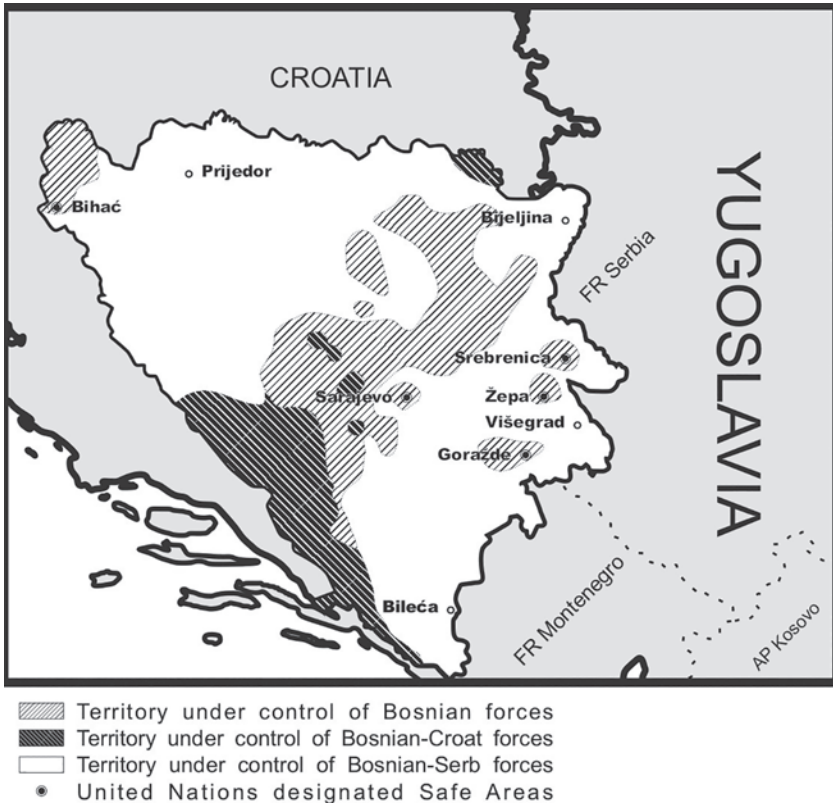 CROATIA
Prijedor
Bihać
Bijeljina
YUGOSLAVIA
FR Serbia
Srebrenica
Sarajevo
Žepa
Višegrad
Goražde
Bileća
FR Montenegro
AP Kosovo
Territory under control of Bosnian forces
Territory under control of Bosnian-Croat forces
Territory under control of Bosnian-Serb forces
United Nations designated Safe Areas